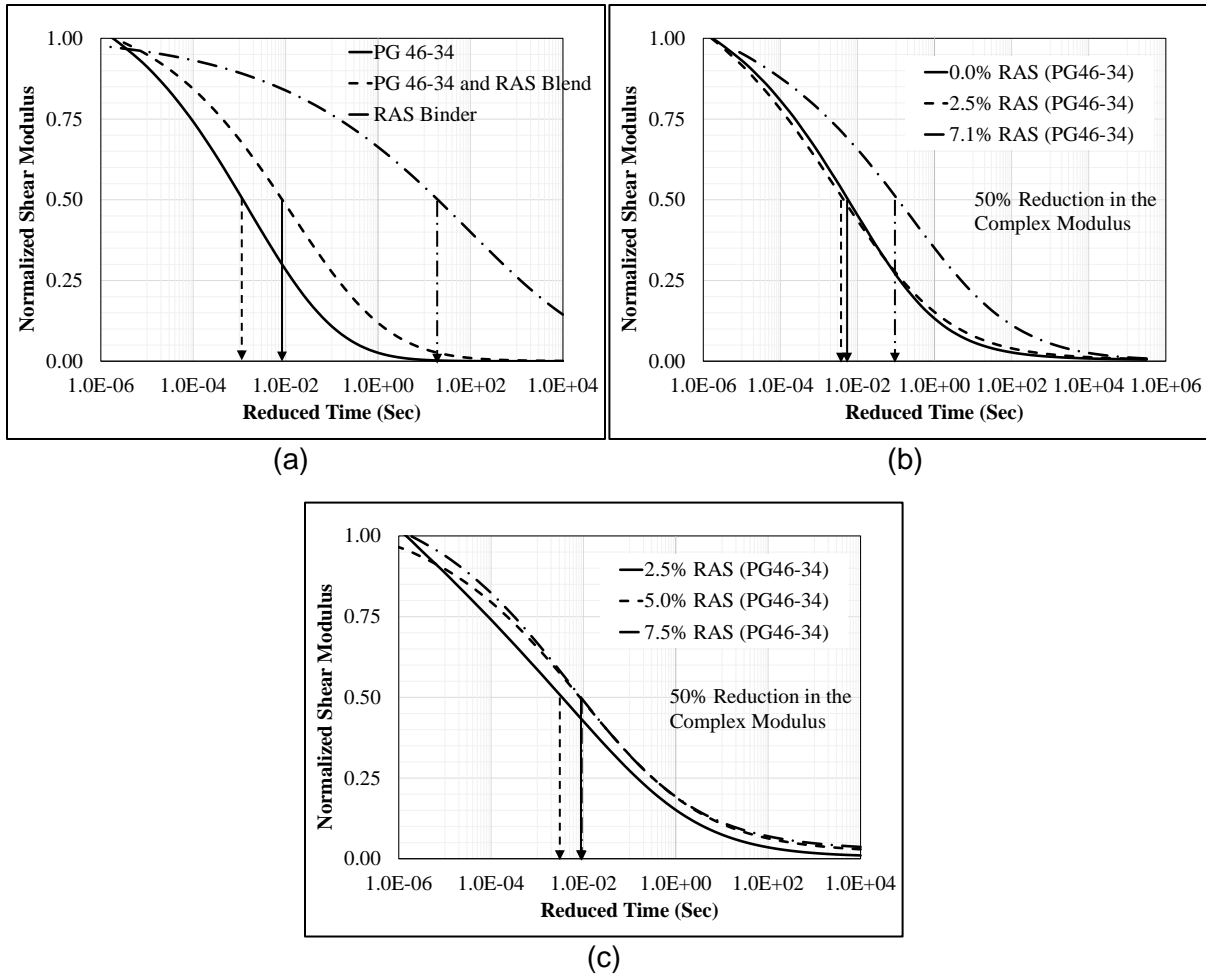 1.00
0.75
0.50
0.25
0.00
Normalized Shear Modulus
PG 46-34
PG 46-34 and RAS Blend
RAS Binder
1.0E-06 1.0E-04 1.0E-02 1.0E+00 1.0E+02 1.0E+04
Reduced Time (Sec)
(a)
1.00
0.75
0.50
0.25
0.00
Normalized Shear Modulus
0.0% RAS (PG46-34)
2.5% RAS (PG46-34)
7.1% RAS (PG46-34)
50% Reduction in the
Complex Modulus
1.0E-06 1.0E-04 1.0E-02 1.0E+00 1.0E+02 1.0E+04 1.0E+06
Reduced Time (Sec)
(b)
1.00
0.75
0.50
0.25
0.00
Normalized Shear Modulus
2.5% RAS (PG46-34)
5.0% RAS (PG46-34)
7.5% RAS (PG46-34)
50% Reduction in the
Complex Modulus
1.0E-06 1.0E-04 1.0E-02 1.0E+00 1.0E+02 1.0E+04
Reduced Time (Sec)
(c)